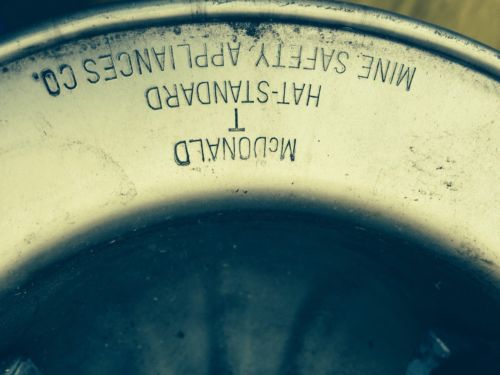 McDONALD
T
HAT-STANDARD
MINE SAFETY APPLIANCES CO.